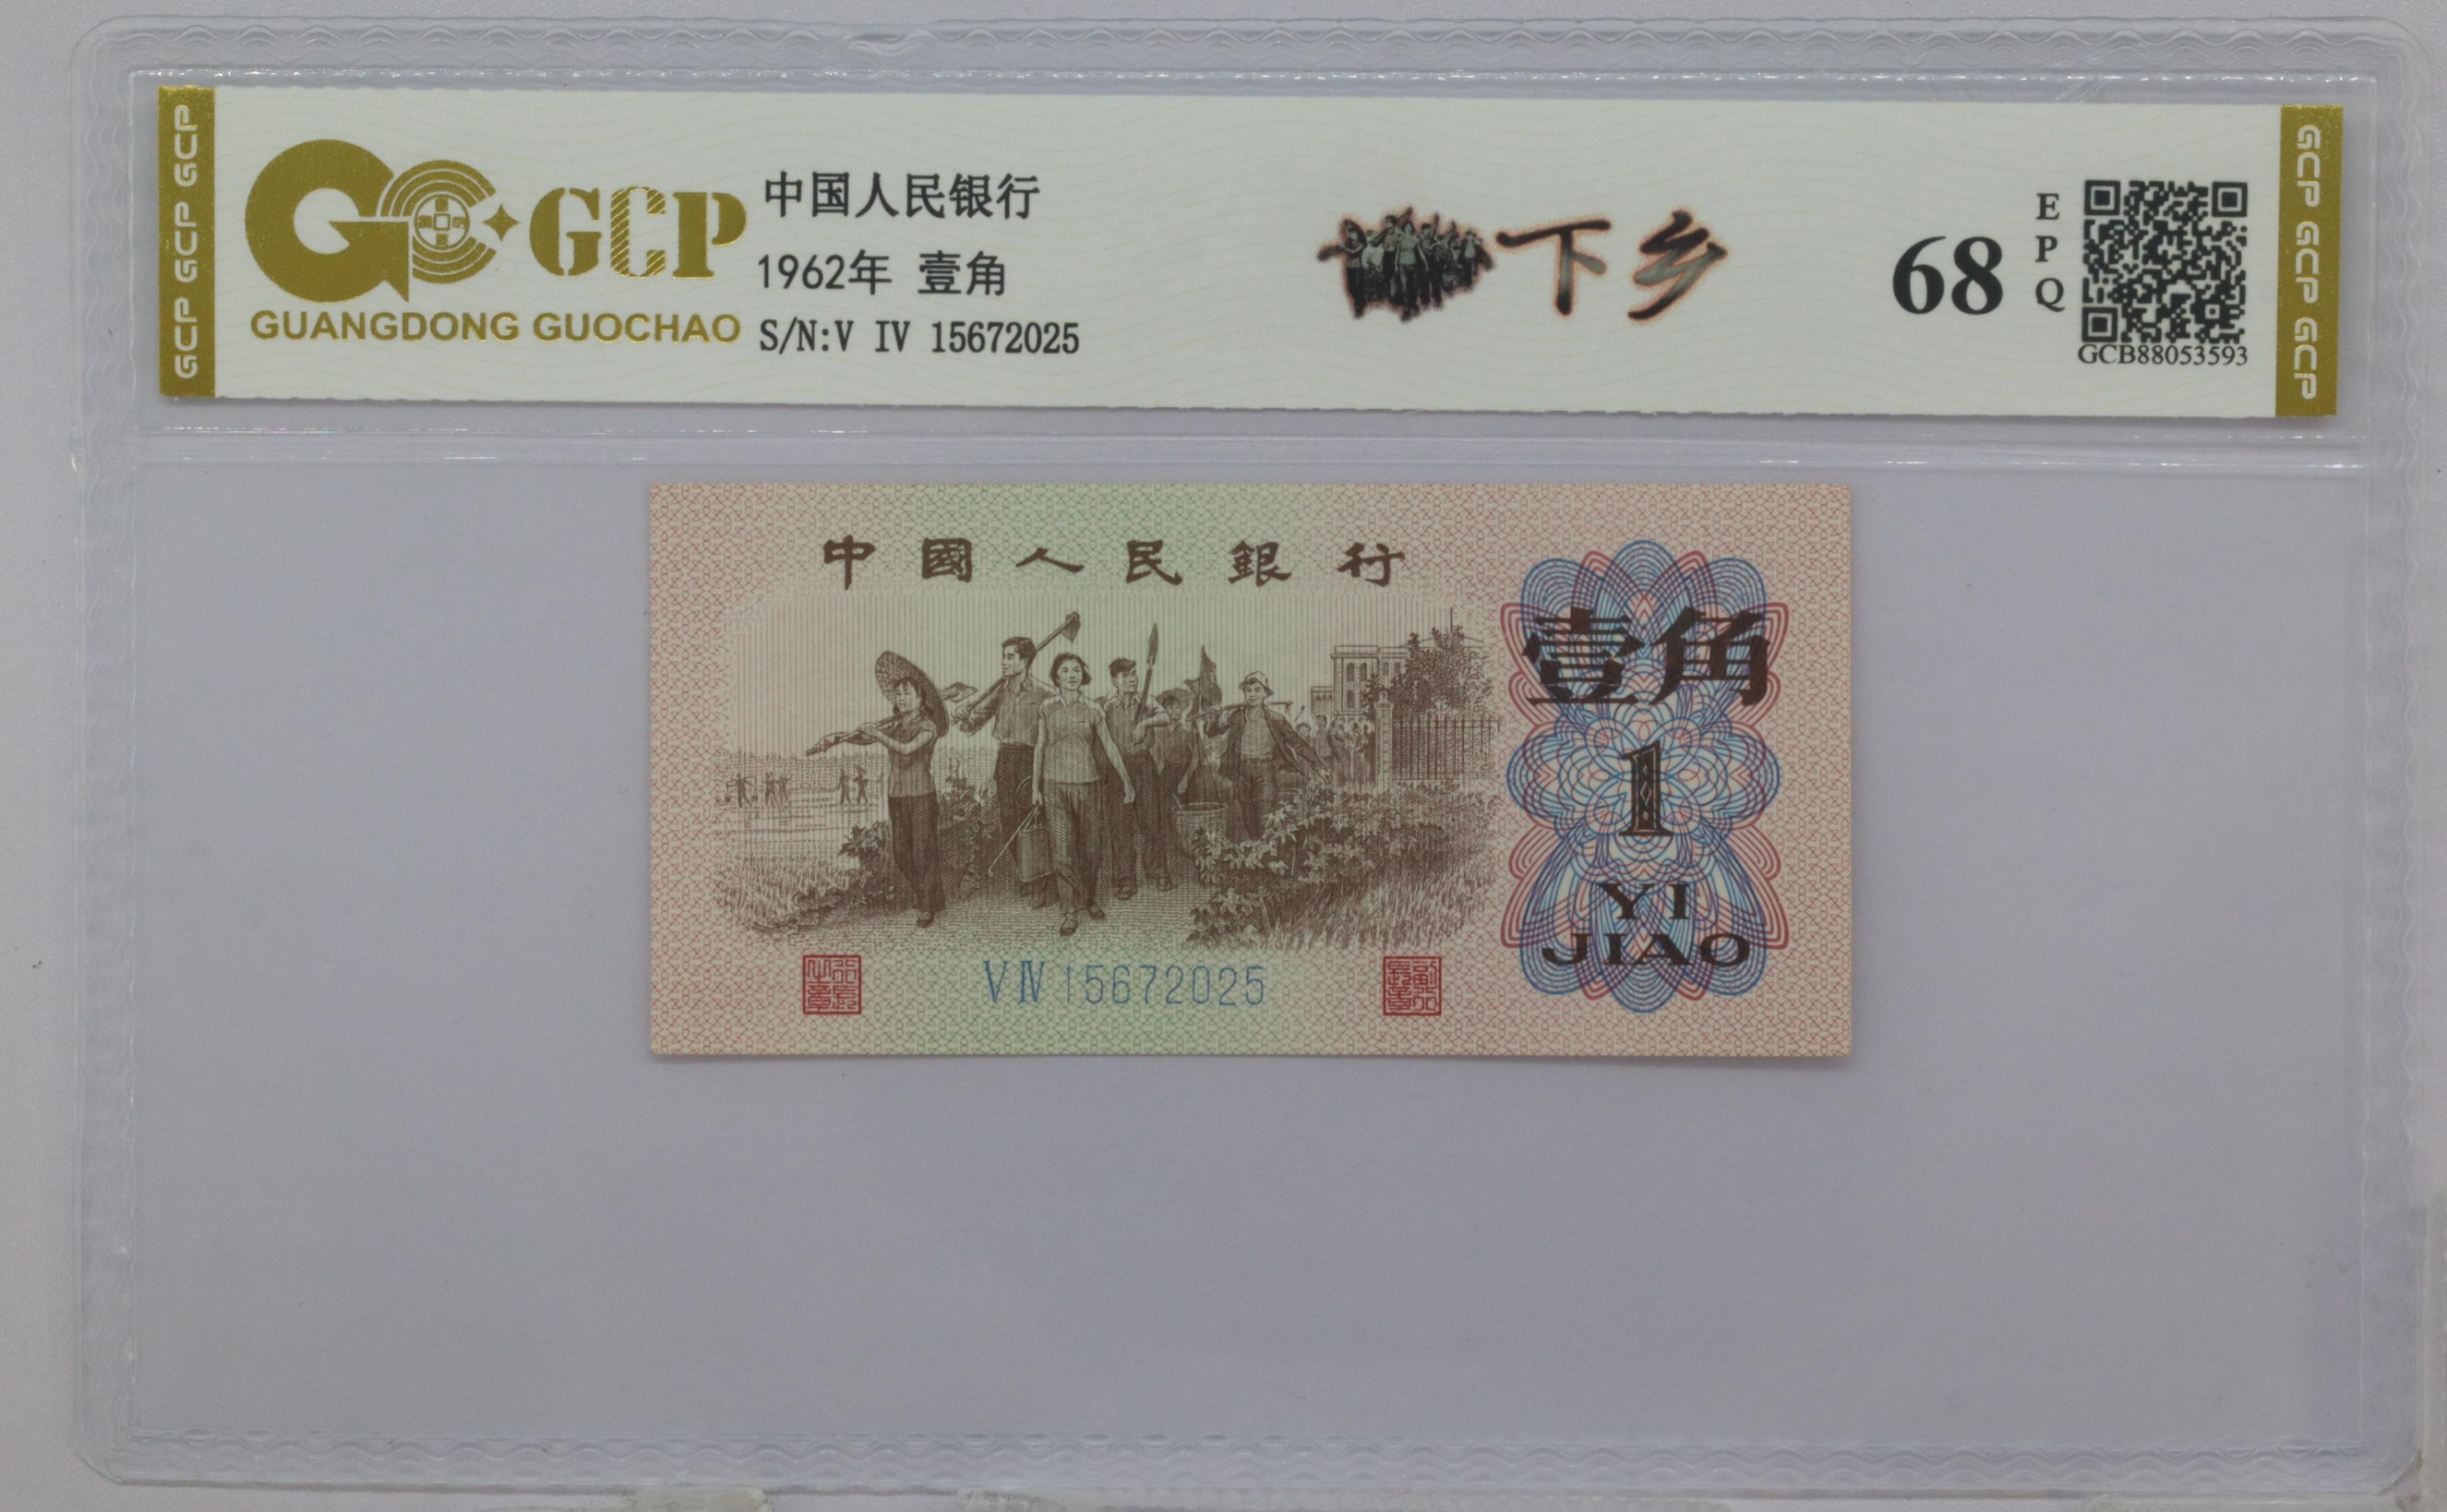 GCP GCP GCP
GCP
GUANGDONG GUOCHAO
中国人民银行
1962年 壹角
S/N:V IV 15672025
下乡
68
EPQ
GCB88053593
GCP GCP GCP
中國人民銀行
壹角
1
YI
JIAO
V IV 15672025